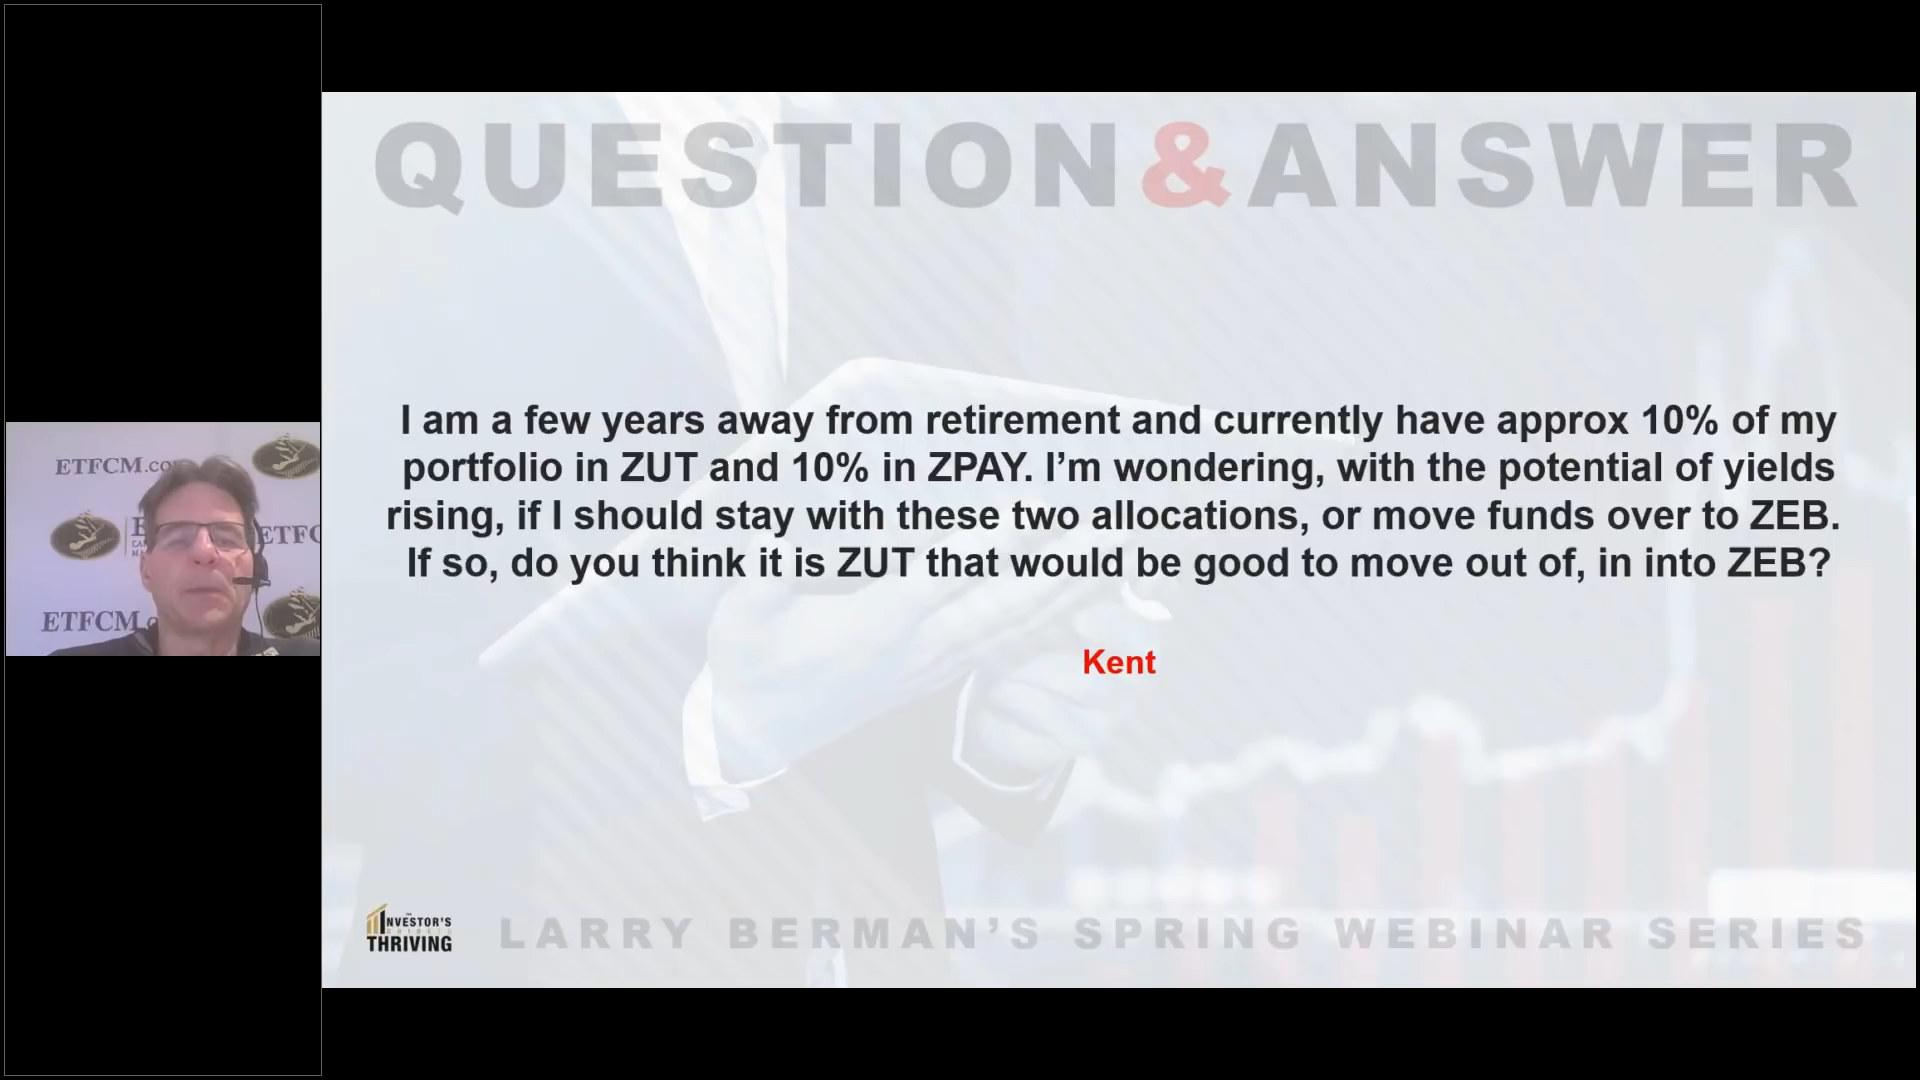 QUESTION&ANSWER
I am a few years away from retirement and currently have approx 10% of my
portfolio in ZUT and 10% in ZPAY. I’m wondering, with the potential of yields
rising, if I should stay with these two allocations, or move funds over to ZEB.
If so, do you think it is ZUT that would be good to move out of, in into ZEB?
Kent
ETFCM.co
ETFC
ETFCM.
INVESTOR'S
THRIVING
LARRY BERMAN’S SPRING WEBINAR SERIES